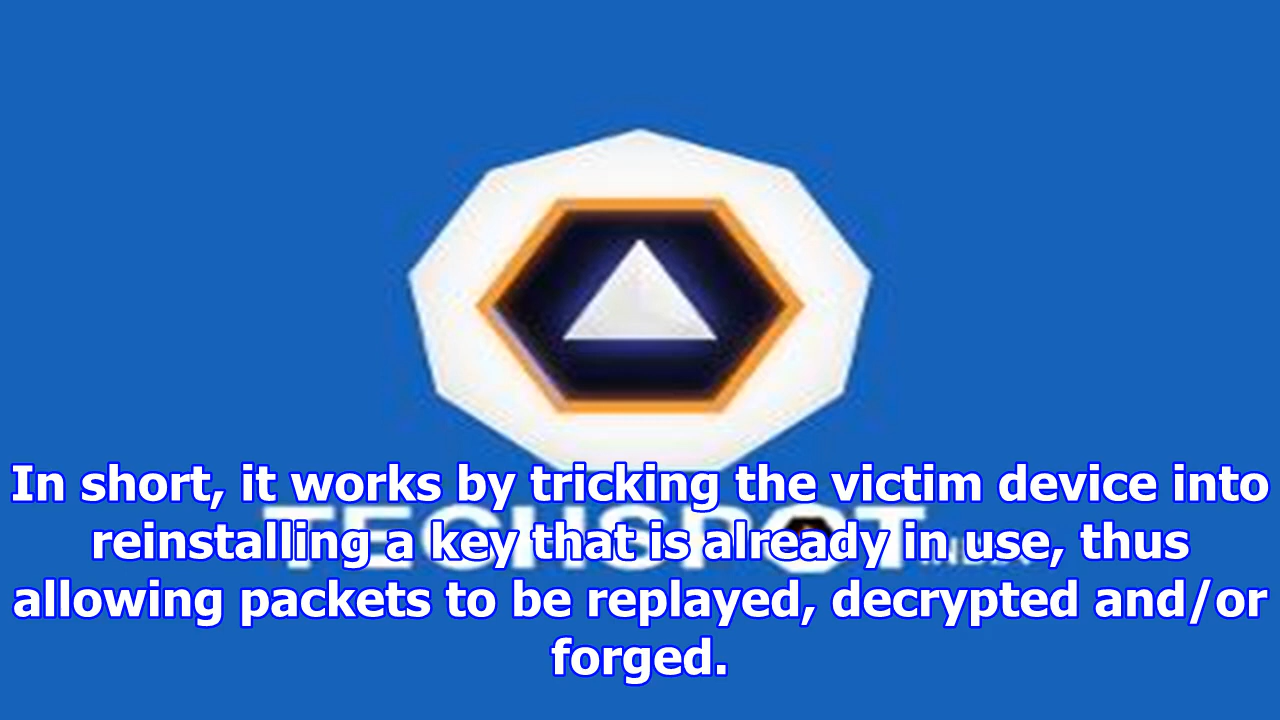 In short, it works by tricking the victim device into
TECHSPOT
reinstalling a key that is already in use, thus
allowing packets to be replayed, decrypted and/or
forged.